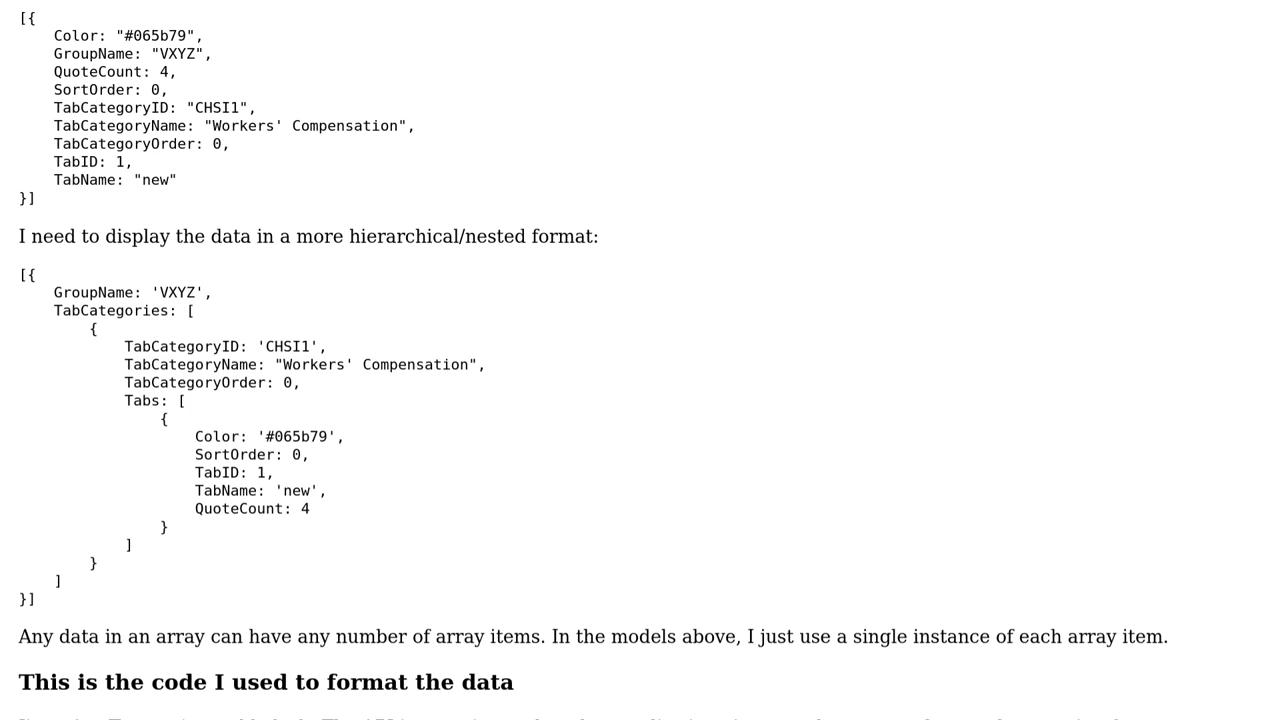 [{
    Color: "#065b79",
    GroupName: "VXYZ",
    QuoteCount: 4,
    SortOrder: 0,
    TabCategoryID: "CHSI1",
    TabCategoryName: "Workers' Compensation",
    TabCategoryOrder: 0,
    TabID: 1,
    TabName: "new"
}]
I need to display the data in a more hierarchical/nested format:
[{
    GroupName: 'VXYZ',
    TabCategories: [
        {
            TabCategoryID: 'CHSI1',
            TabCategoryName: "Workers' Compensation",
            TabCategoryOrder: 0,
            Tabs: [
                {
                    Color: '#065b79',
                    SortOrder: 0,
                    TabID: 1,
                    TabName: 'new',
                    QuoteCount: 4
                }
            ]
        }
    ]
}]
Any data in an array can have any number of array items. In the models above, I just use a single instance of each array item.
This is the code I used to format the data